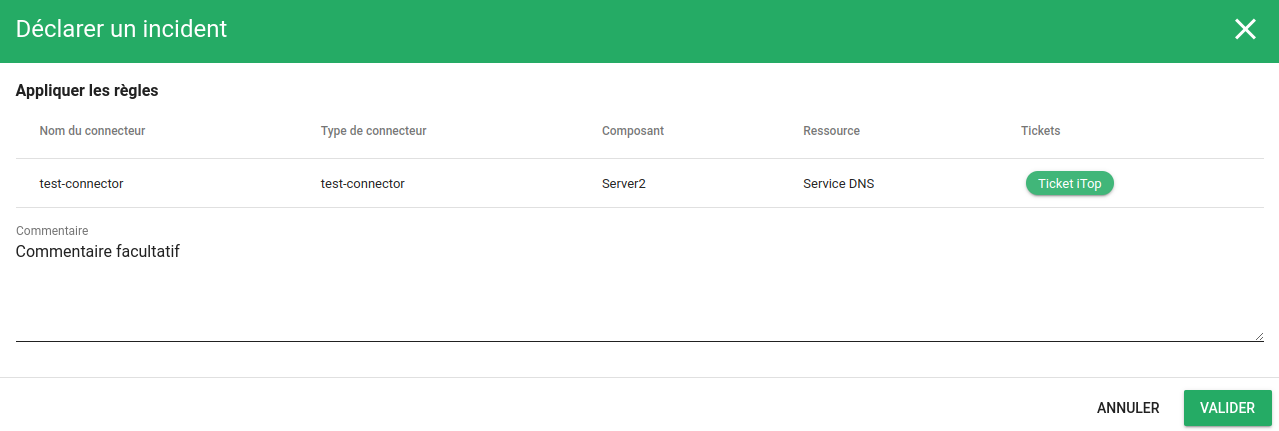 Déclarer un incident
Appliquer les règles
Nom du connecteur Type de connecteur Composant Ressource Tickets
test-connector test-connector Server2 Service DNS Ticket iTop
Commentaire
Commentaire facultatif
ANNULER VALIDER